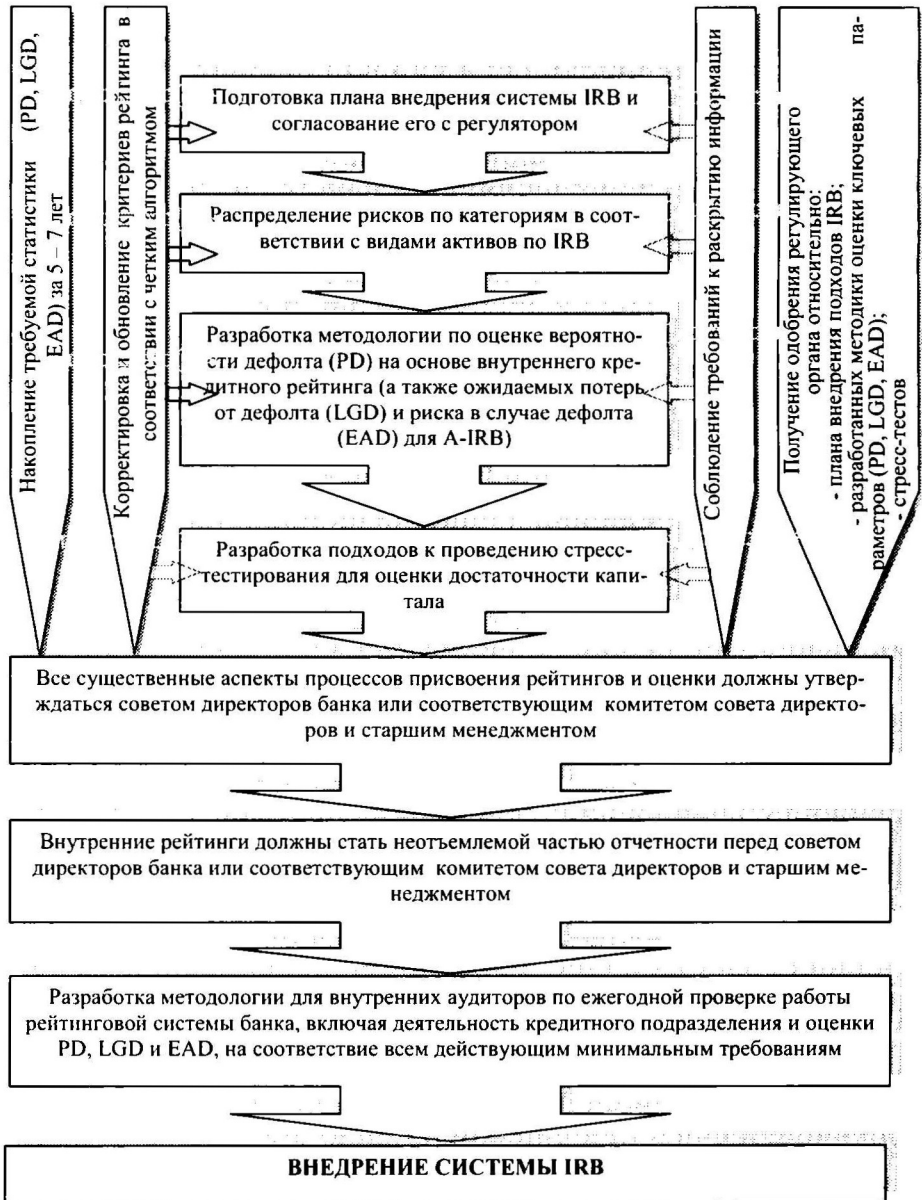 Накопление требуемой статистики (PD, LGD,
EAD) за 5 – 7 лет
Корректировка и обновление критериев рейтинга в
соответствии с четким алгоритмом
Подготовка плана внедрения системы IRB и
согласование его с регулятором
Распределение рисков по категориям в соот-
ветствии с видами активов по IRB
Разработка методологии по оценке вероятно-
сти дефолта (PD) на основе внутреннего кре-
дитного рейтинга (а также ожидаемых потерь
от дефолта (LGD) и риска в случае дефолта
(EAD) для A-IRB)
Разработка подходов к проведению стресс-
тестирования для оценки достаточности капи-
тала
Соблюдение требований к раскрытию информации
Получение одобрения регулирующего
органа относительно:
- плана внедрения подходов IRB;
- разработанных методики оценки ключевых па-
раметров (PD, LGD, EAD);
- стресс-тестов
Все существенные аспекты процессов присвоения рейтингов и оценки должны утвер-
ждаться советом директоров банка или соответствующим комитетом совета директо-
ров и старшим менеджментом
Внутренние рейтинги должны стать неотъемлемой частью отчетности перед советом
директоров банка или соответствующим комитетом совета директоров и старшим ме-
неджментом
Разработка методологии для внутренних аудиторов по ежегодной проверке работы
рейтинговой системы банка, включая деятельность кредитного подразделения и оценки
PD, LGD и EAD, на соответствие всем действующим минимальным требованиям
ВНЕДРЕНИЕ СИСТЕМЫ IRB